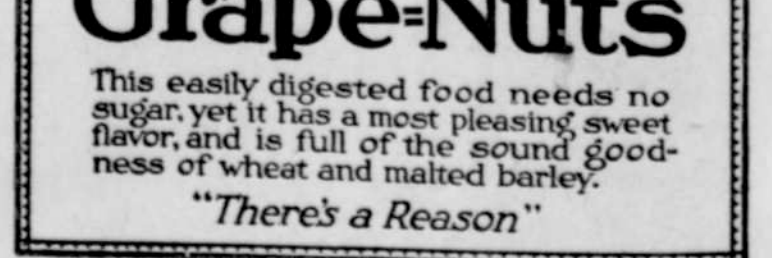 Grape=Nuts
This easily digested food needs no
sugar, yet it has a most pleasing sweet
flavor, and is full of the sound good-
ness of wheat and malted barley.
"There's a Reason"